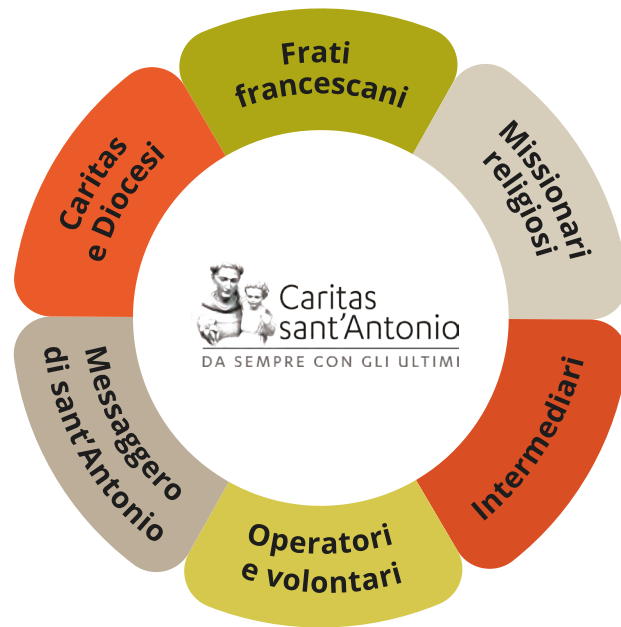 Frati
francescani
Missionari
religiosi
Intermediari
Operatori
e volontari
Messaggero
di sant'Antonio
Caritas
e Diocesi
Caritas
sant'Antonio
DA SEMPRE CON GLI ULTIMI